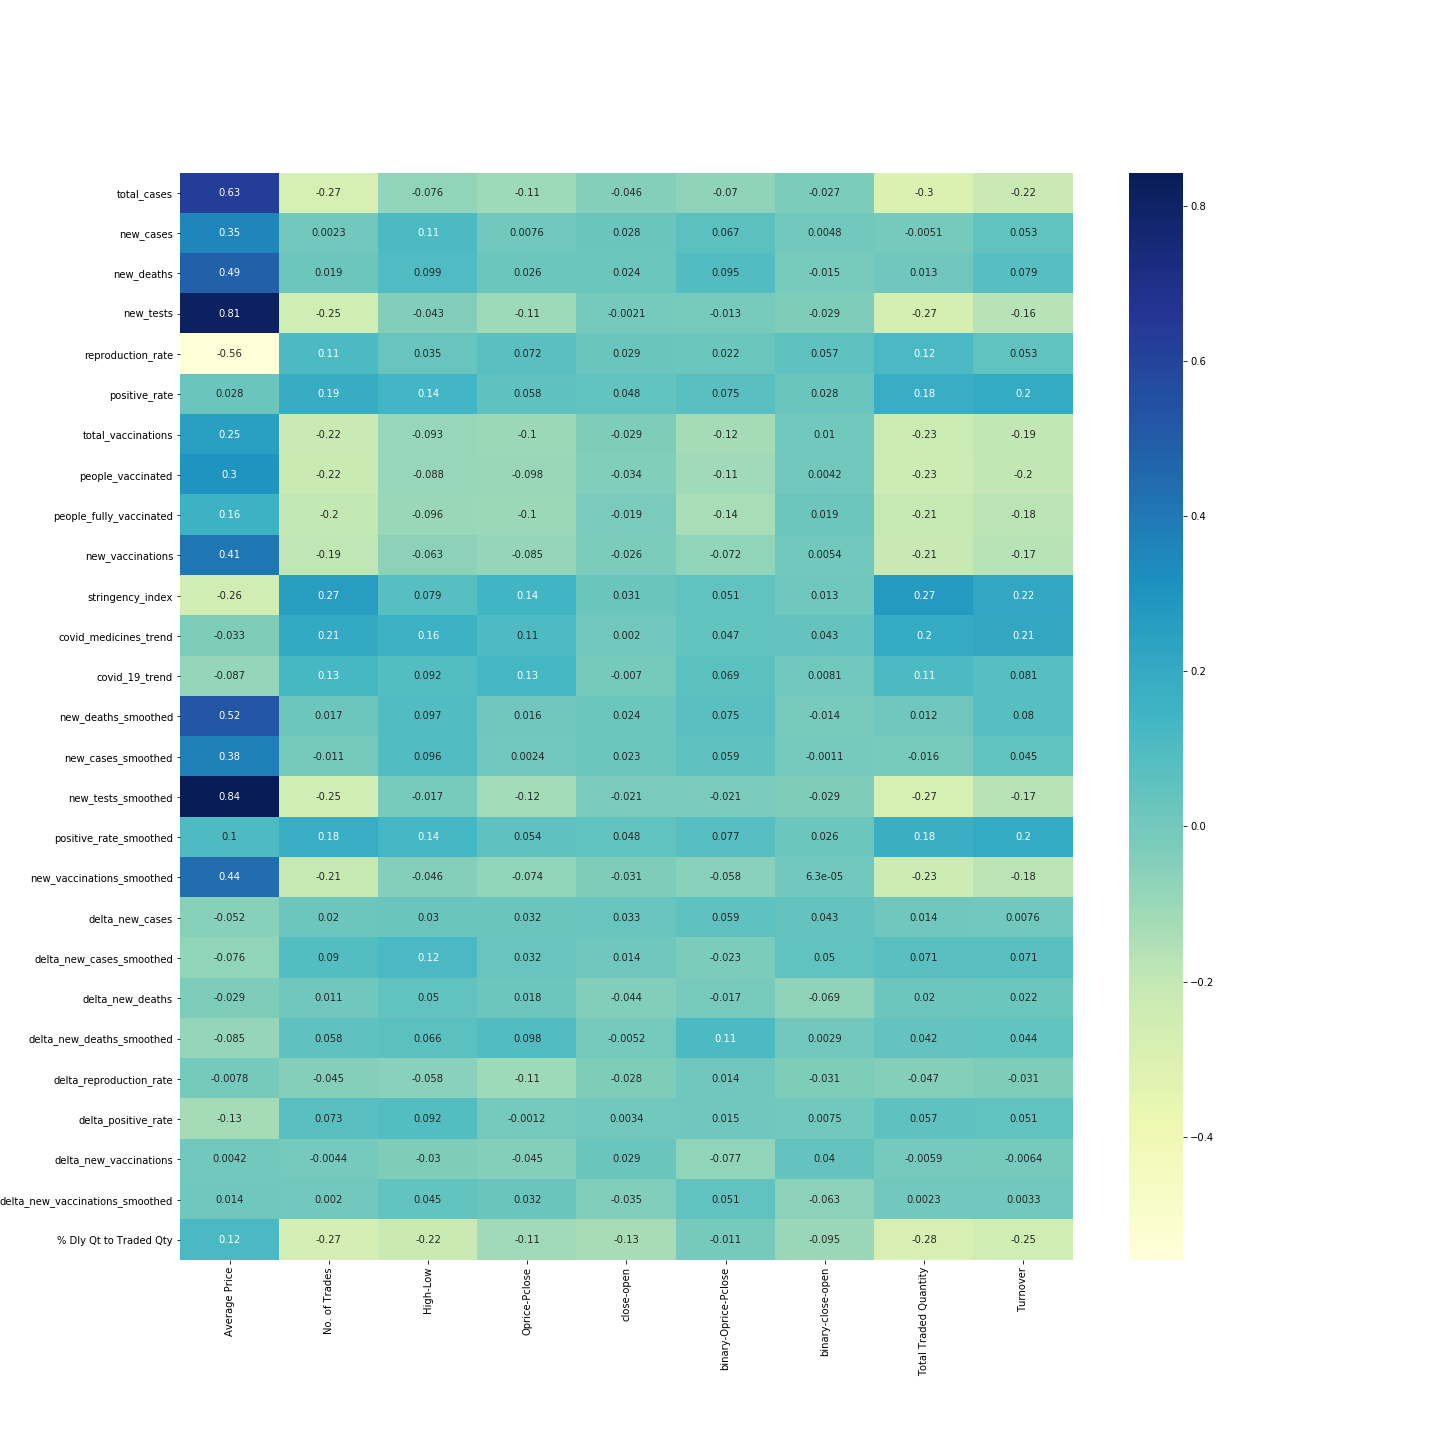 total_cases 0.63 -0.27 -0.076 -0.11 -0.046 -0.07 -0.027 -0.3 -0.22
new_cases 0.35 0.0023 0.11 0.0076 0.028 0.067 0.0048 -0.0051 0.053
new_deaths 0.49 0.019 0.099 0.026 0.024 0.095 -0.015 0.013 0.079
new_tests 0.81 -0.25 -0.043 -0.11 -0.0021 -0.013 -0.029 -0.27 -0.16
reproduction_rate -0.56 0.11 0.035 0.072 0.029 0.022 0.057 0.12 0.053
positive_rate 0.028 0.19 0.14 0.058 0.048 0.075 0.028 0.18 0.2
total_vaccinations 0.25 -0.22 -0.093 -0.1 -0.029 -0.12 0.01 -0.23 -0.19
people_vaccinated 0.3 -0.22 -0.088 -0.098 -0.034 -0.11 0.0042 -0.23 -0.2
people_fully_vaccinated 0.16 -0.2 -0.096 -0.1 -0.019 -0.14 0.019 -0.21 -0.18
new_vaccinations 0.41 -0.19 -0.063 -0.085 -0.026 -0.072 0.0054 -0.21 -0.17
stringency_index -0.26 0.27 0.079 0.14 0.031 0.051 0.013 0.27 0.22
covid_medicines_trend -0.033 0.21 0.16 0.11 0.002 0.047 0.043 0.2 0.21
covid_19_trend -0.087 0.13 0.092 0.13 -0.007 0.069 0.0081 0.11 0.081
new_deaths_smoothed 0.52 0.017 0.097 0.016 0.024 0.075 -0.014 0.012 0.08
new_cases_smoothed 0.38 -0.011 0.096 0.0024 0.023 0.059 -0.0011 -0.016 0.045
new_tests_smoothed 0.84 -0.25 -0.017 -0.12 -0.021 -0.021 -0.029 -0.27 -0.17
positive_rate_smoothed 0.1 0.18 0.14 0.054 0.048 0.077 0.026 0.18 0.2
new_vaccinations_smoothed 0.44 -0.21 -0.046 -0.074 -0.031 -0.058 6.3e-05 -0.23 -0.18
delta_new_cases -0.052 0.02 0.03 0.032 0.033 0.059 0.043 0.014 0.0076
delta_new_cases_smoothed -0.076 0.09 0.12 0.032 0.014 -0.023 0.05 0.071 0.071
delta_new_deaths -0.029 0.011 0.05 0.018 -0.044 -0.017 -0.069 0.02 0.022
delta_new_deaths_smoothed -0.085 0.058 0.066 0.098 -0.0052 0.11 0.0029 0.042 0.044
delta_reproduction_rate -0.0078 -0.045 -0.058 -0.11 -0.028 0.014 -0.031 -0.047 -0.031
delta_positive_rate -0.13 0.073 0.092 -0.0012 0.0034 0.015 0.0075 0.057 0.051
delta_new_vaccinations 0.0042 -0.0044 -0.03 -0.045 0.029 -0.077 0.04 -0.0059 -0.0064
delta_new_vaccinations_smoothed 0.014 0.002 0.045 0.032 -0.035 0.051 -0.063 0.0023 0.0033
% Dly Qt to Traded Qty 0.12 -0.27 -0.22 -0.11 -0.13 -0.011 -0.095 -0.28 -0.25
Average Price
No. of Trades
High-Low
Oprice-Pclose
close-open
binary-Oprice-Pclose
binary-close-open
Total Traded Quantity
Turnover
0.8
0.6
0.4
0.2
0.0
−0.2
−0.4